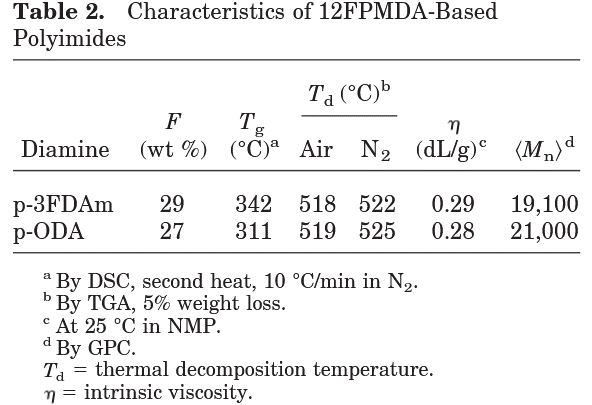 Table 2. Characteristics of 12FPMDA-Based
Polyimides
T_d (°C)^b
F T_g η
Diamine (wt %) (°C)^a Air N₂ (dL/g)^c ⟨M_n⟩^d
p-3FDAm 29 342 518 522 0.29 19,100
p-ODA 27 311 519 525 0.28 21,000
^a By DSC, second heat, 10 °C/min in N₂.
^b By TGA, 5% weight loss.
^c At 25 °C in NMP.
^d By GPC.
T_d = thermal decomposition temperature.
η = intrinsic viscosity.